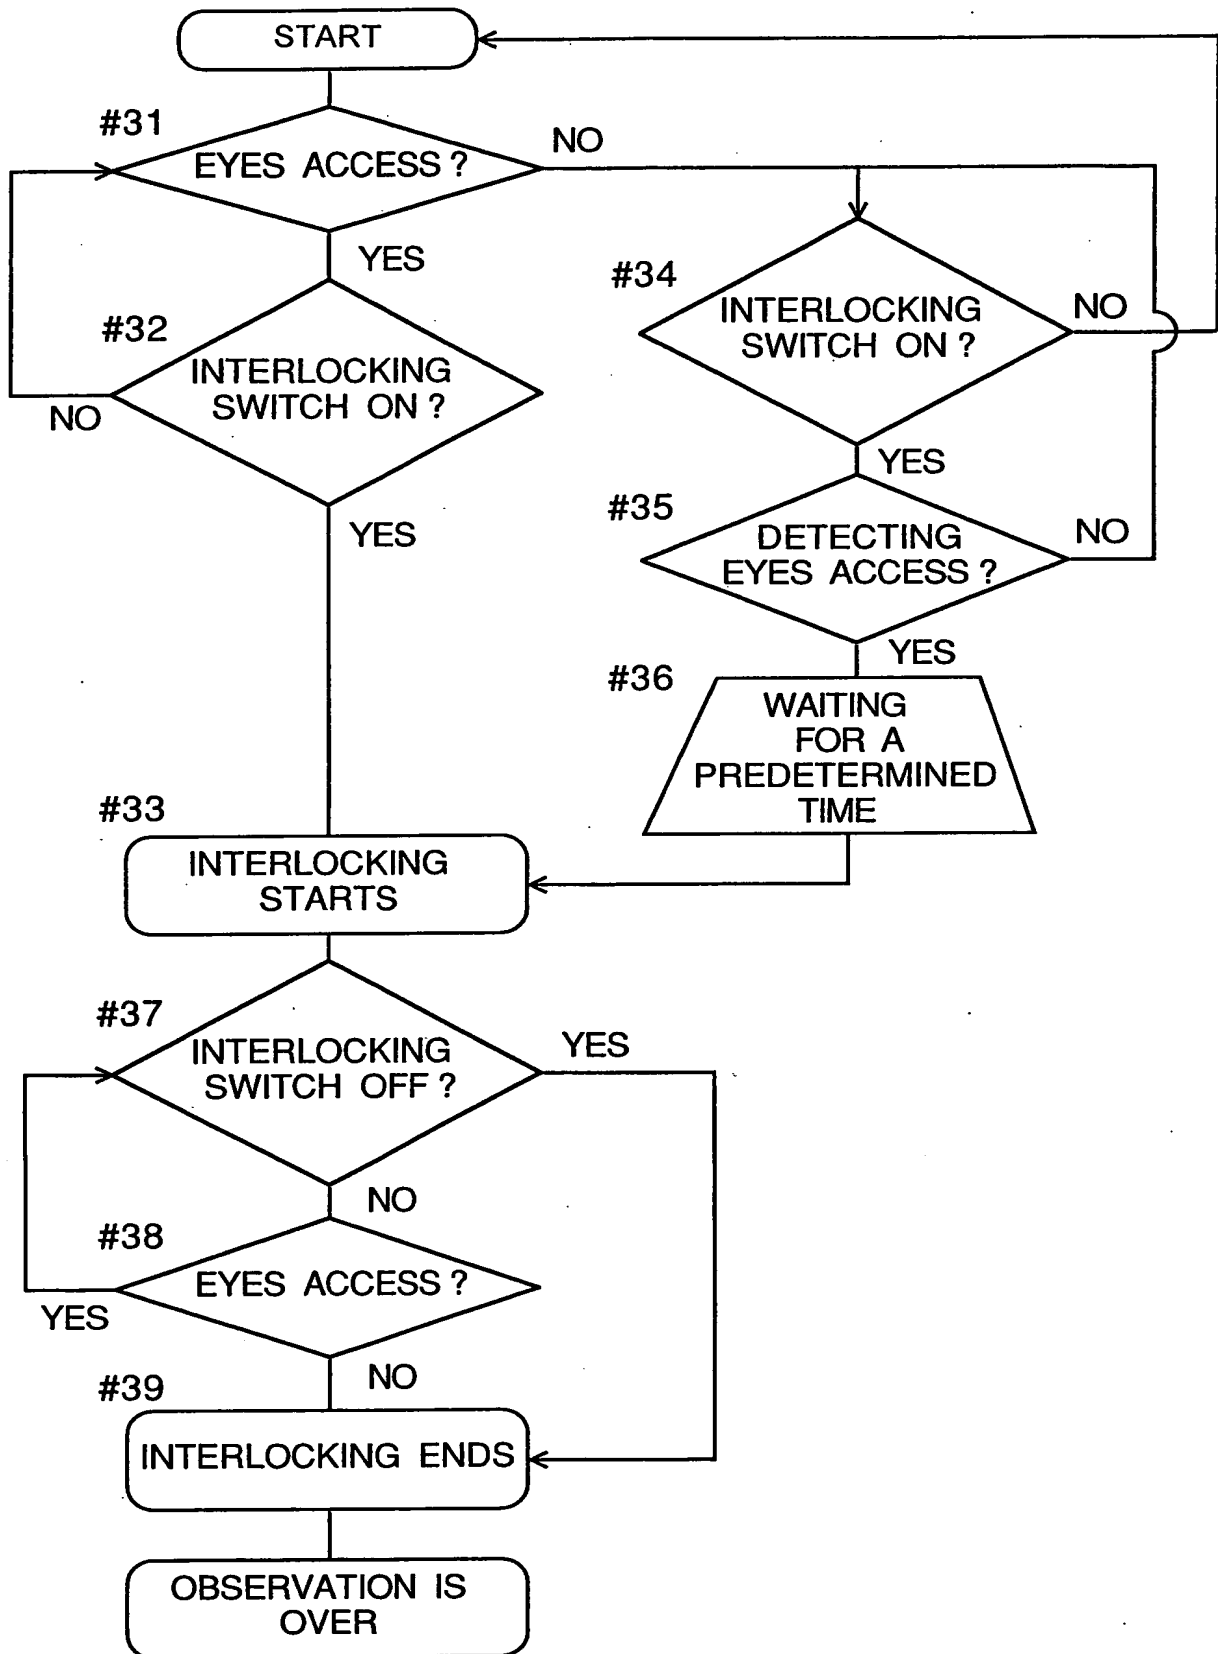 START
#31
EYES ACCESS ?
NO
YES
#32
INTERLOCKING
SWITCH ON ?
NO
YES
#34
INTERLOCKING
SWITCH ON ?
NO
YES
#35
DETECTING
EYES ACCESS ?
NO
YES
#36
WAITING
FOR A
PREDETERMINED
TIME
#33
INTERLOCKING
STARTS
#37
INTERLOCKING
SWITCH OFF ?
YES
NO
#38
EYES ACCESS ?
YES
NO
#39
INTERLOCKING ENDS
OBSERVATION IS
OVER